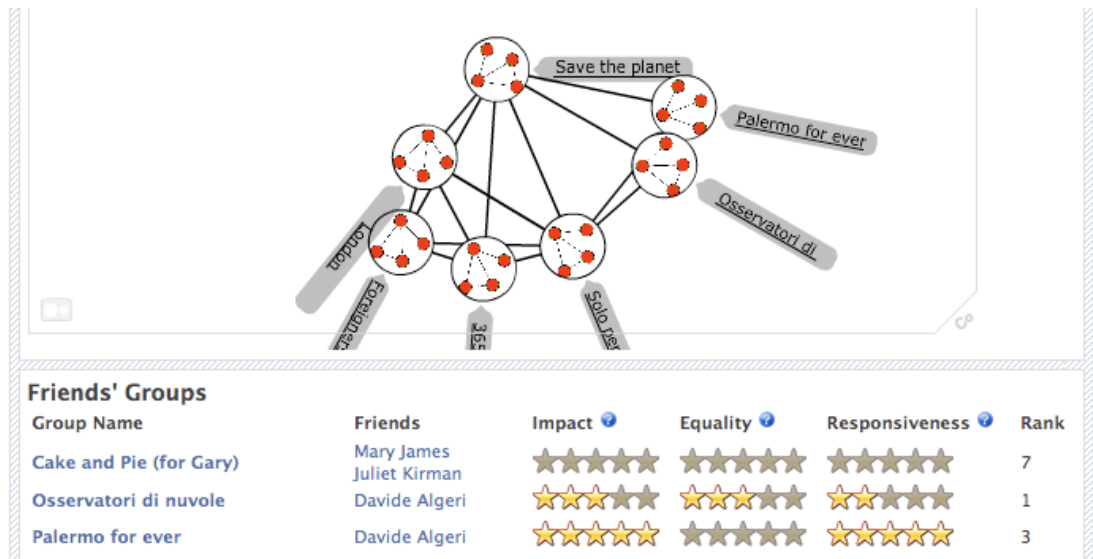 Save the planet
Palermo for ever
Osservatori di
London
Foreigners
365
Solo per
Friends' Groups
Group Name Friends Impact Equality Responsiveness Rank
Cake and Pie (for Gary) Mary James Juliet Kirman 7
Osservatori di nuvole Davide Algeri 1
Palermo for ever Davide Algeri 3